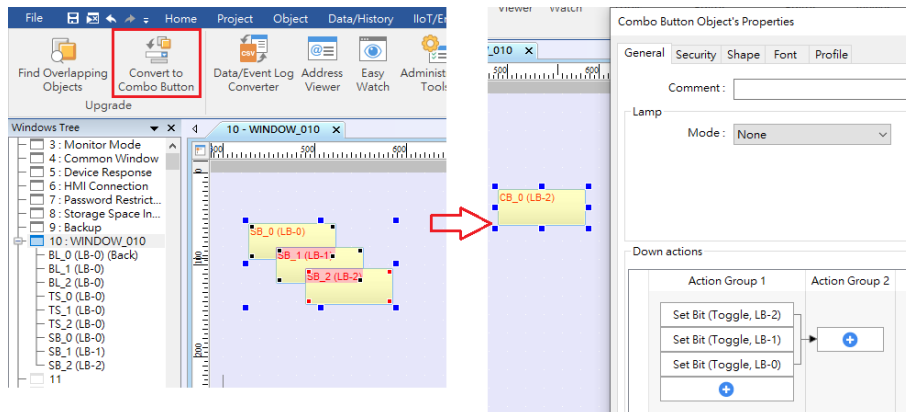 File Home Project Object Data/History IIoT/En
Find Overlapping Objects
Convert to Combo Button
Data/Event Log Converter
Address Viewer
Easy Watch
Administ Tools
Upgrade
Windows Tree
3 : Monitor Mode
4 : Common Window
5 : Device Response
6 : HMI Connection
7 : Password Restrict...
8 : Storage Space In...
9 : Backup
10 : WINDOW_010
BL_0 (LB-0) (Back)
BL_1 (LB-0)
BL_2 (LB-0)
TS_0 (LB-0)
TS_1 (LB-0)
TS_2 (LB-0)
SB_0 (LB-0)
SB_1 (LB-1)
SB_2 (LB-2)
11
10 - WINDOW_010
500 600
200
SB_0 (LB-0)
SB_1 (LB-1)
SB_2 (LB-2)
Viewer Watch
_010
500 600
CB_0 (LB-2)
Combo Button Object's Properties
General Security Shape Font Profile
Comment :
Lamp
Mode : None
Down actions
Action Group 1 Action Group 2
Set Bit (Toggle, LB-2)
Set Bit (Toggle, LB-1)
Set Bit (Toggle, LB-0)